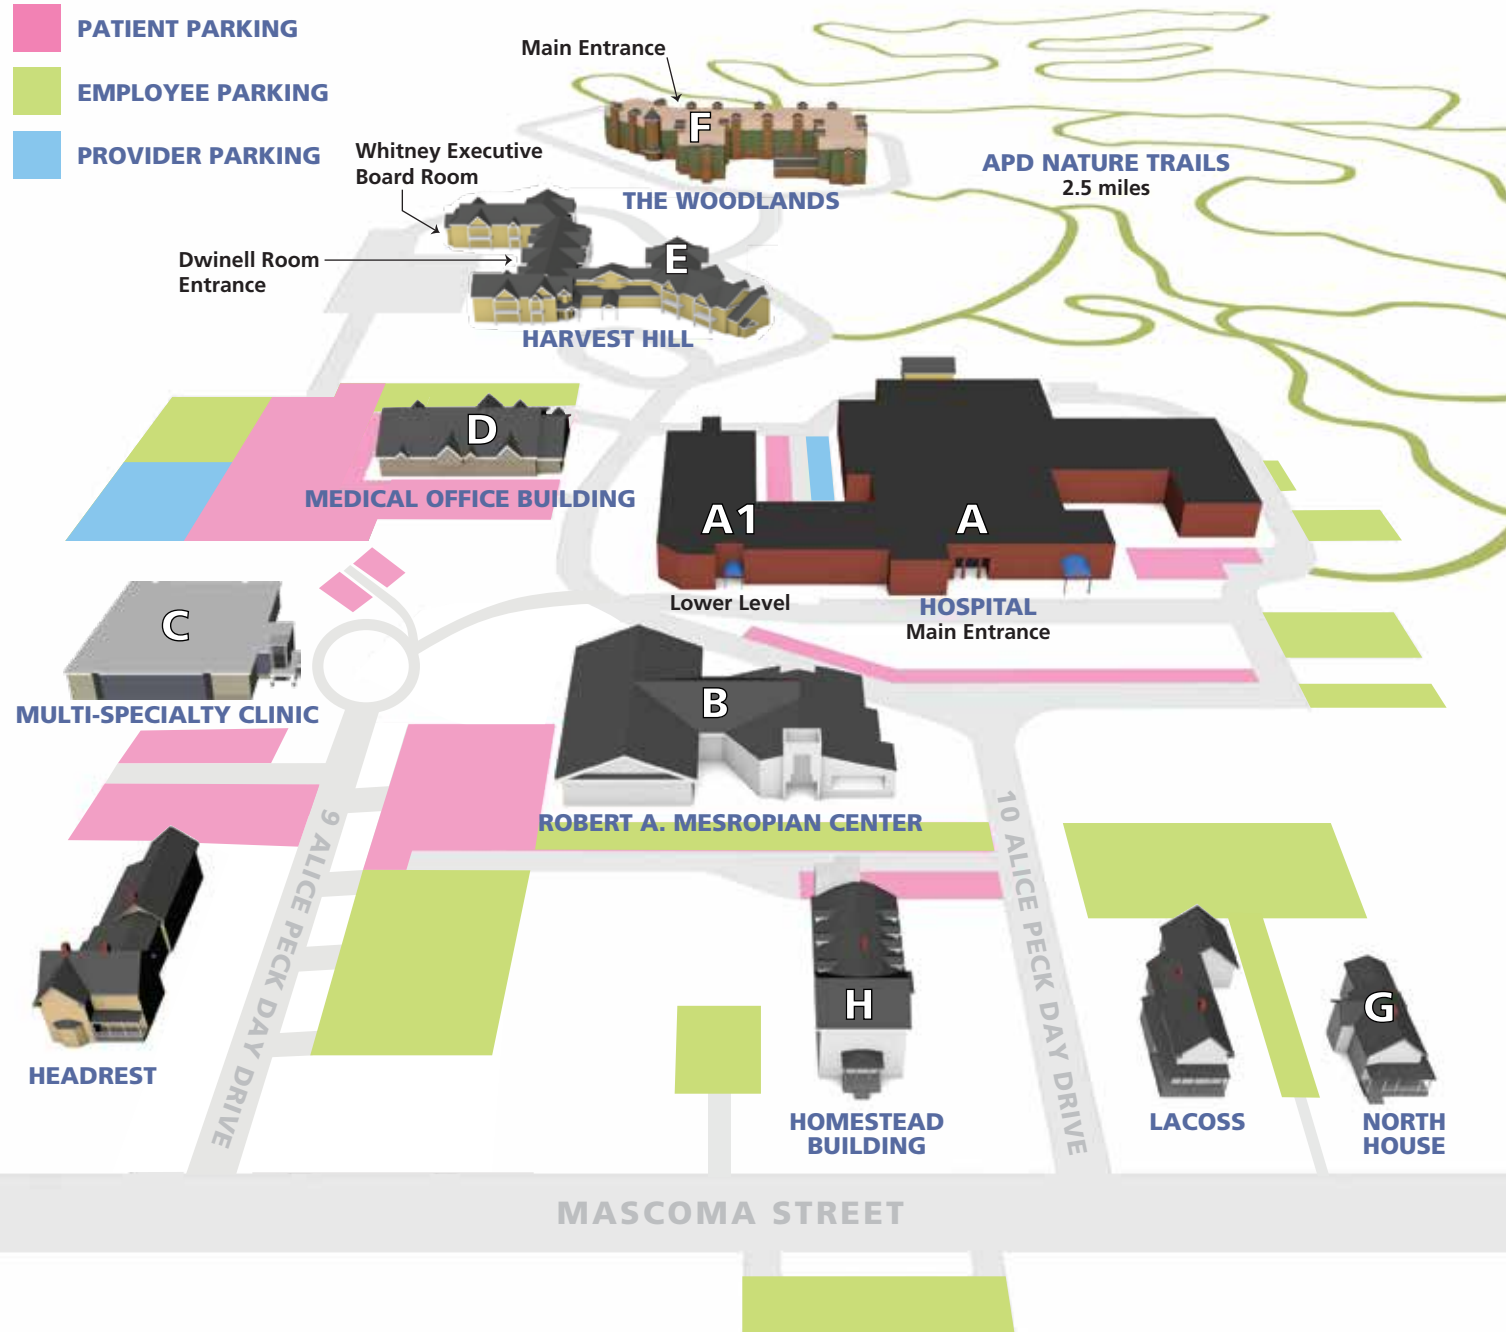 PATIENT PARKING
EMPLOYEE PARKING
PROVIDER PARKING
Main Entrance
F
THE WOODLANDS
APD NATURE TRAILS
2.5 miles
Whitney Executive
Board Room
Dwinell Room
Entrance
E
HARVEST HILL
D
MEDICAL OFFICE BUILDING
A1
A
Lower Level
HOSPITAL
Main Entrance
C
MULTI-SPECIALTY CLINIC
B
ROBERT A. MESROPIAN CENTER
9 ALICE PECK DAY DRIVE
10 ALICE PECK DAY DRIVE
HEADREST
H
HOMESTEAD
BUILDING
LACOSS
G
NORTH
HOUSE
MASCOMA STREET